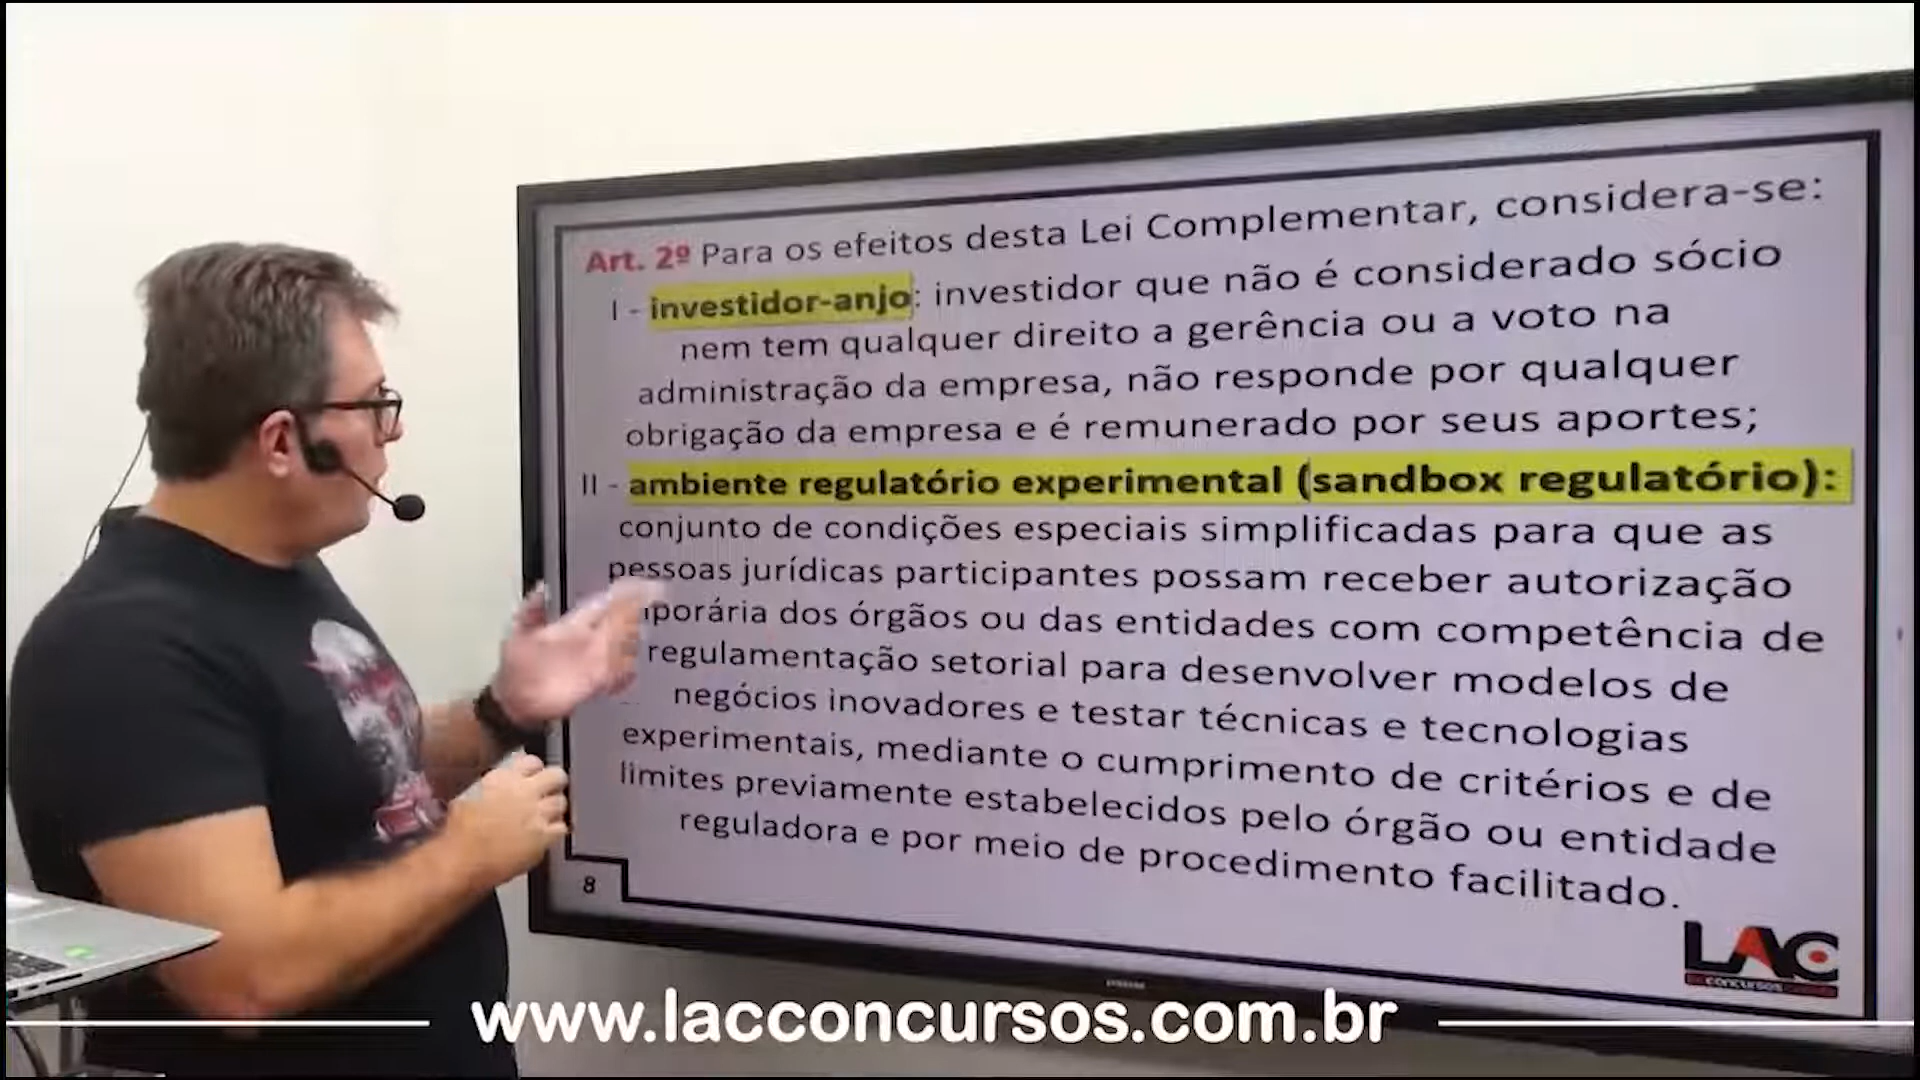 Art. 2º Para os efeitos desta Lei Complementar, considera-se:
I - investidor-anjo: investidor que não é considerado sócio
nem tem qualquer direito a gerência ou a voto na
administração da empresa, não responde por qualquer
obrigação da empresa e é remunerado por seus aportes;
II - ambiente regulatório experimental (sandbox regulatório):
conjunto de condições especiais simplificadas para que as
pessoas jurídicas participantes possam receber autorização
mporária dos órgãos ou das entidades com competência de
regulamentação setorial para desenvolver modelos de
negócios inovadores e testar técnicas e tecnologias
experimentais, mediante o cumprimento de critérios e de
limites previamente estabelecidos pelo órgão ou entidade
reguladora e por meio de procedimento facilitado.
8
LAC
concursos
www.lacconcursos.com.br